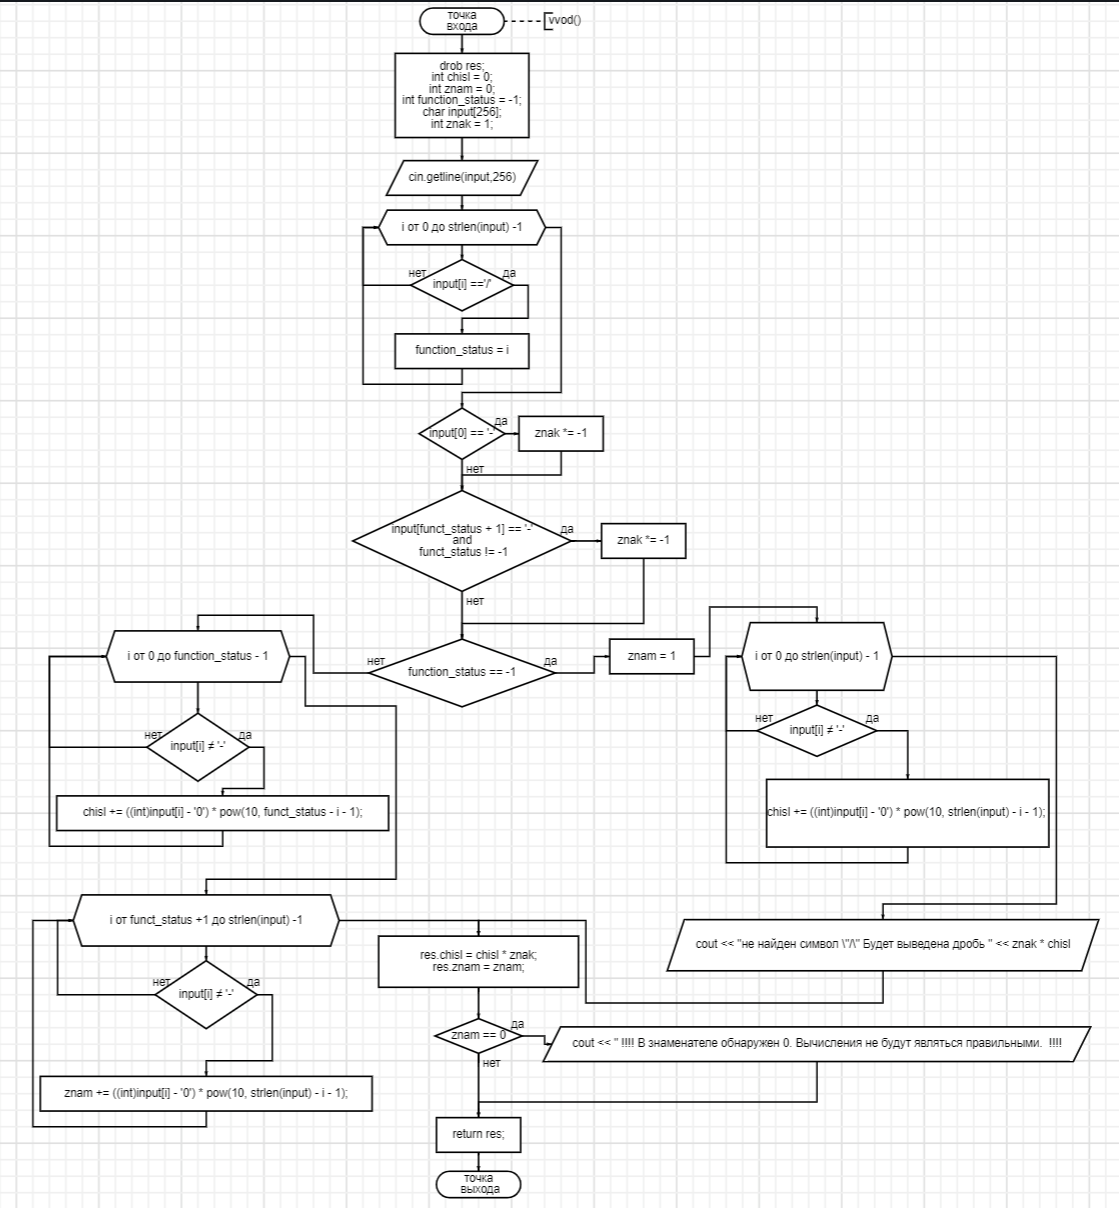 точка
входа
vvod()
drob res;
int chisl = 0;
int znam = 0;
int function_status = -1;
char input[256];
int znak = 1;
cin.getline(input,256)
i от 0 до strlen(input) -1
нет
да
input[i] =='/'
function_status = i
input[0] == '-'
да
znak *= -1
нет
input[funct_status + 1] == '-'
and
funct_status != -1
да
znak *= -1
нет
function_status == -1
нет
да
i от 0 до function_status - 1
нет
да
input[i] ≠ '-'
chisl += ((int)input[i] - '0') * pow(10, funct_status - i - 1);
znam = 1
i от 0 до strlen(input) - 1
нет
да
input[i] ≠ '-'
chisl += ((int)input[i] - '0') * pow(10, strlen(input) - i - 1);
i от funct_status +1 до strlen(input) -1
нет
да
input[i] ≠ '-'
znam += ((int)input[i] - '0') * pow(10, strlen(input) - i - 1);
cout << "не найден символ \"/\" Будет выведена дробь " << znak * chisl
res.chisl = chisl * znak;
res.znam = znam;
znam == 0
да
нет
cout << " !!!! В знаменателе обнаружен 0. Вычисления не будут являться правильными.  !!!!
return res;
точка
выхода